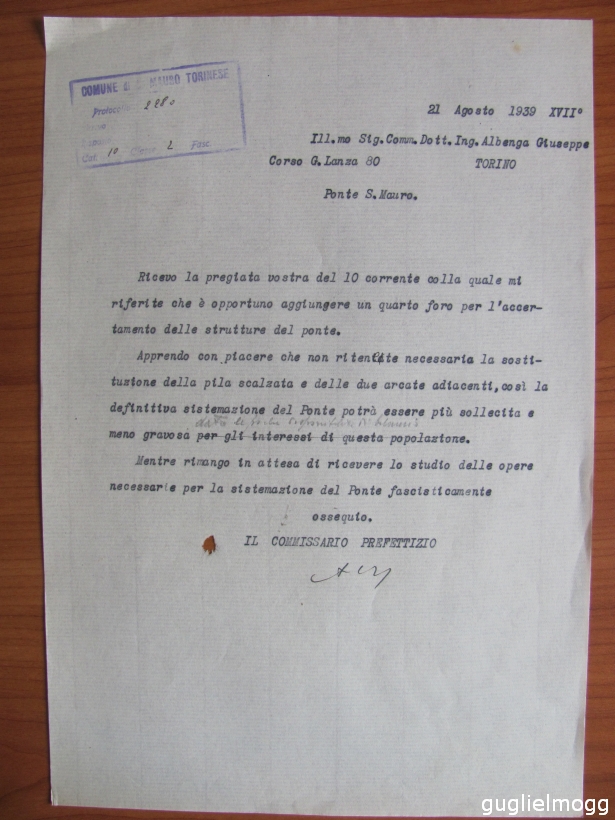 COMUNE DI S. MAURO TORINESE
Protocollo 2280
Cat. 10 Classe 2 Fasc.
21 Agosto 1939 XVII°
Ill.mo Sig.Comm.Dott.Ing.Albenga Giuseppe
Corso G.Lanza 80 TORINO
Ponte S.Mauro.
Ricevo la pregiata vostra del 10 corrente colla quale mi
riferite che è opportuno aggiungere un quarto foro per l'accer-
tamento delle strutture del ponte.
Apprendo con piacere che non ritenete necessaria la sosti-
tuzione della pila scalzata e delle due arcate adiacenti,così la
definitiva sistemazione del Ponte potrà essere più sollecita e
meno gravosa per gli interessi di questa popolazione.
Mentre rimango in attesa di ricevere lo studio delle opere
necessarie per la sistemazione del Ponte fascisticamente
ossequio.
IL COMMISSARIO PREFETTIZIO
guglielmogg